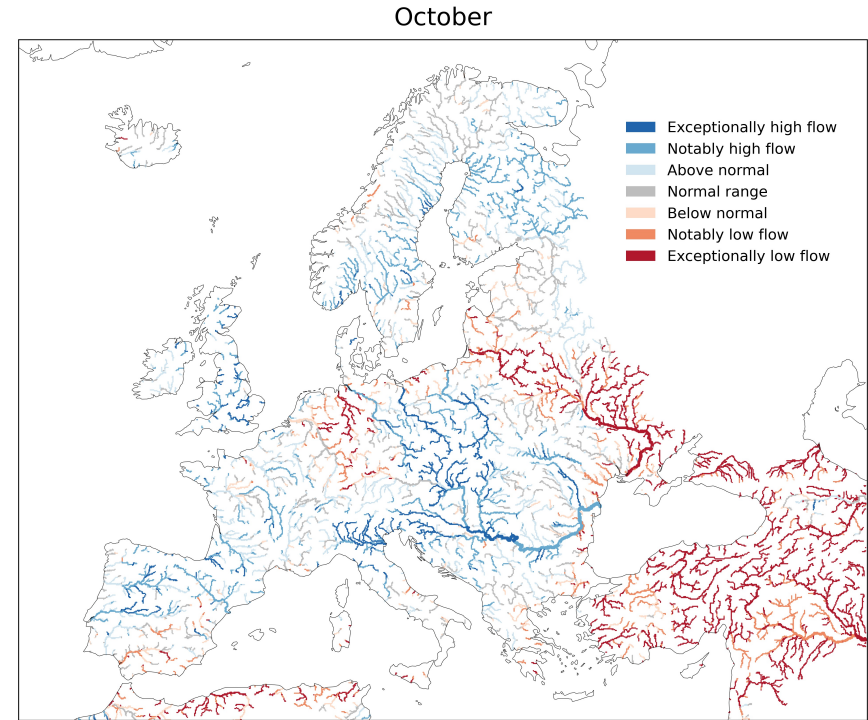 October
Exceptionally high flow
Notably high flow
Above normal
Normal range
Below normal
Notably low flow
Exceptionally low flow